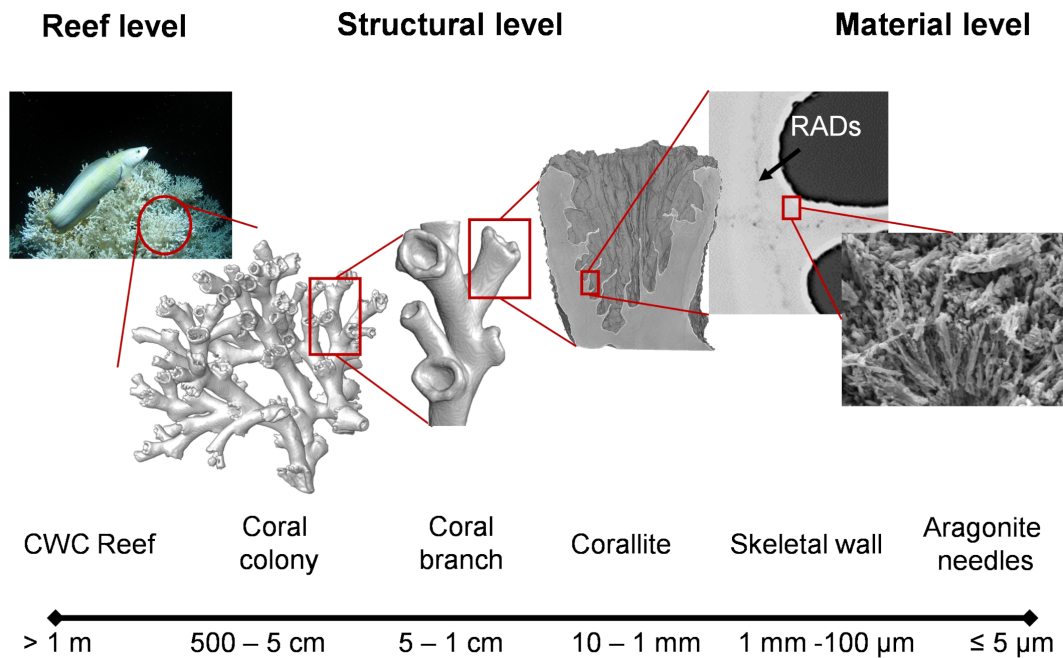 Reef level
Structural level
Material level
RADs
CWC Reef
Coral
colony
Coral
branch
Corallite
Skeletal wall
Aragonite
needles
> 1 m
500 – 5 cm
5 – 1 cm
10 – 1 mm
1 mm -100 µm
≤ 5 µm